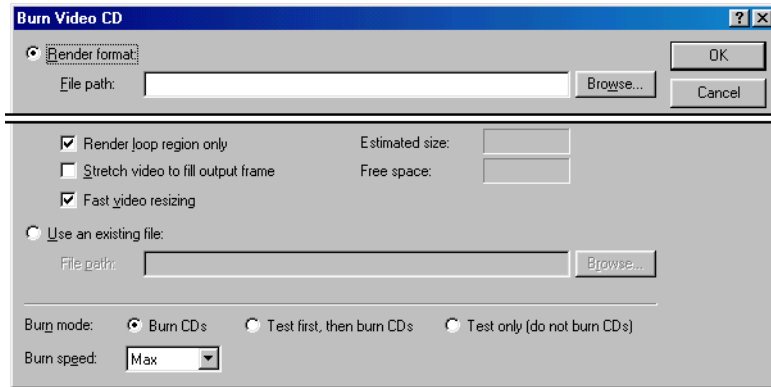 Burn Video CD
Render format:
OK
File path:
Browse...
Cancel
Render loop region only
Estimated size:
Stretch video to fill output frame
Free space:
Fast video resizing
Use an existing file:
File path:
Browse...
Burn mode:
Burn CDs
Test first, then burn CDs
Test only (do not burn CDs)
Burn speed:
Max